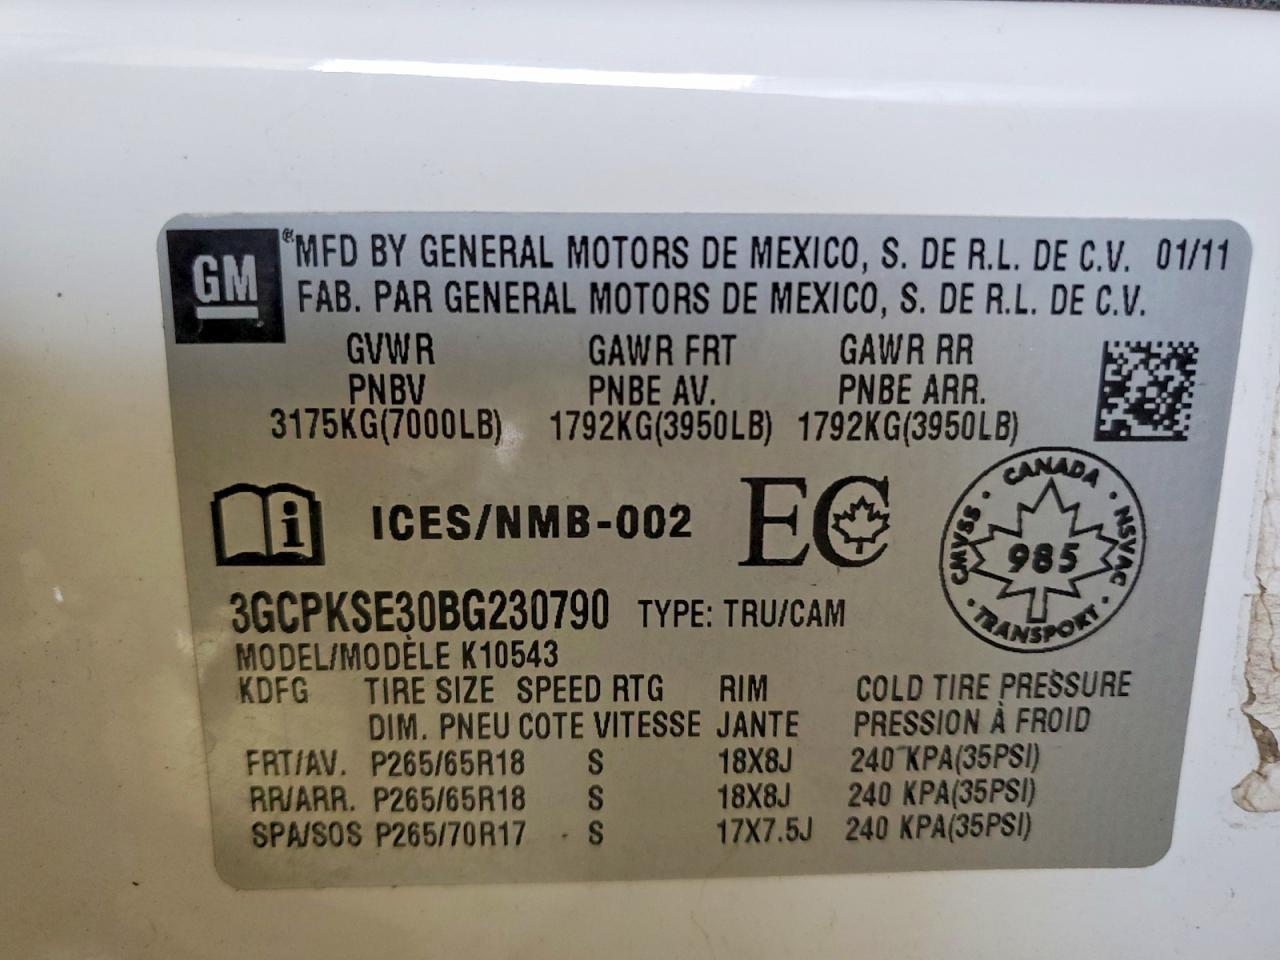 GM
® MFD BY GENERAL MOTORS DE MEXICO, S. DE R.L. DE C.V. 01/11
FAB. PAR GENERAL MOTORS DE MEXICO, S. DE R.L. DE C.V.
GVWR GAWR FRT GAWR RR
PNBV PNBE AV. PNBE ARR.
3175KG(7000LB) 1792KG(3950LB) 1792KG(3950LB)
i ICES/NMB-002 EC
CANADA
CMVSS · NSVAC
985
TRANSPORT
3GCPKSE30BG230790 TYPE: TRU/CAM
MODEL/MODÈLE K10543
KDFG TIRE SIZE SPEED RTG RIM COLD TIRE PRESSURE
DIM. PNEU COTE VITESSE JANTE PRESSION À FROID
FRT/AV. P265/65R18 S 18X8J 240 KPA(35PSI)
RR/ARR. P265/65R18 S 18X8J 240 KPA(35PSI)
SPA/SOS P265/70R17 S 17X7.5J 240 KPA(35PSI)